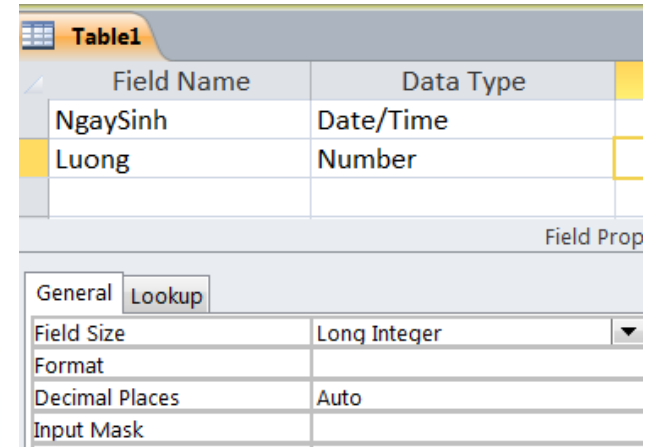 Table1
Field Name Data Type
NgaySinh Date/Time
Luong Number
Field Prop
General Lookup
Field Size Long Integer
Format
Decimal Places Auto
Input Mask